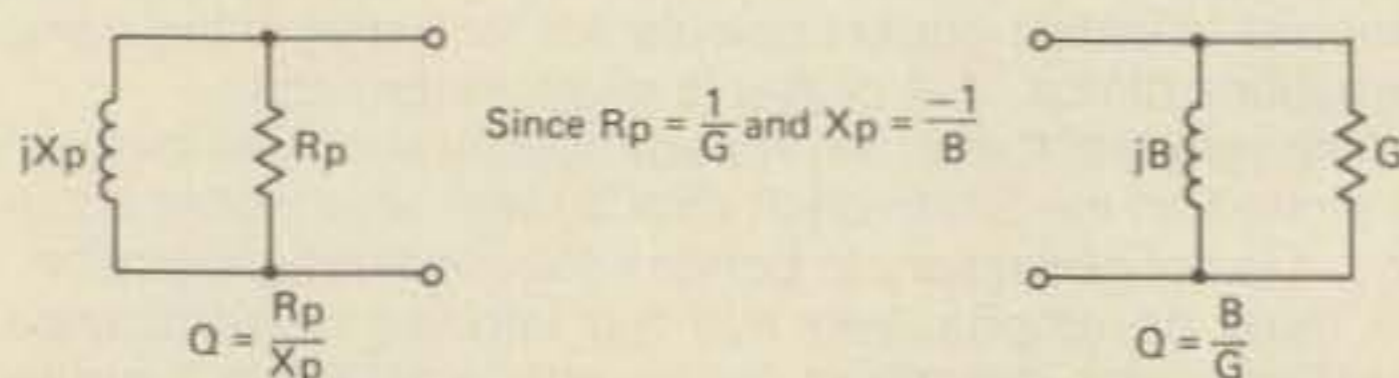 jXp
Rp
Since Rp = 1/G and Xp = -1/B
jB
G
Q = Rp/Xp
Q = B/G